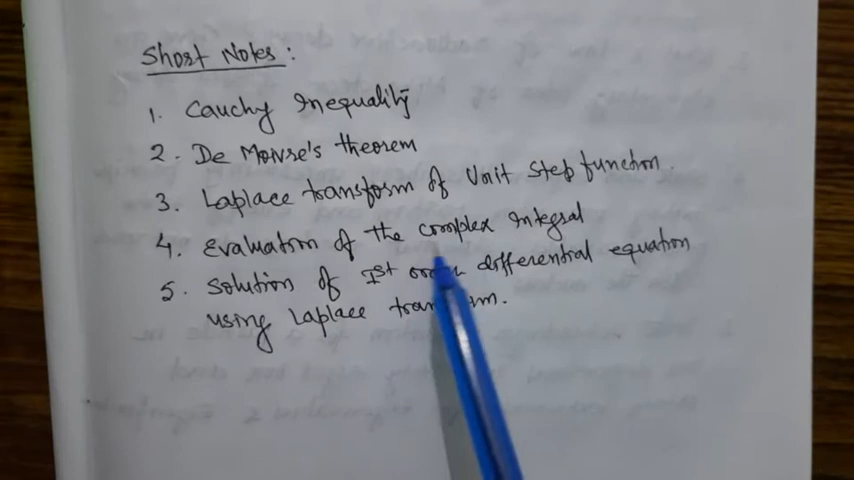 Short Notes:
1. Cauchy Inequality
2. De Moivre's theorem
3. Laplace transform of Unit Step function.
4. Evaluation of the complex Integral
5. Solution of Ist differential equation
using Laplace